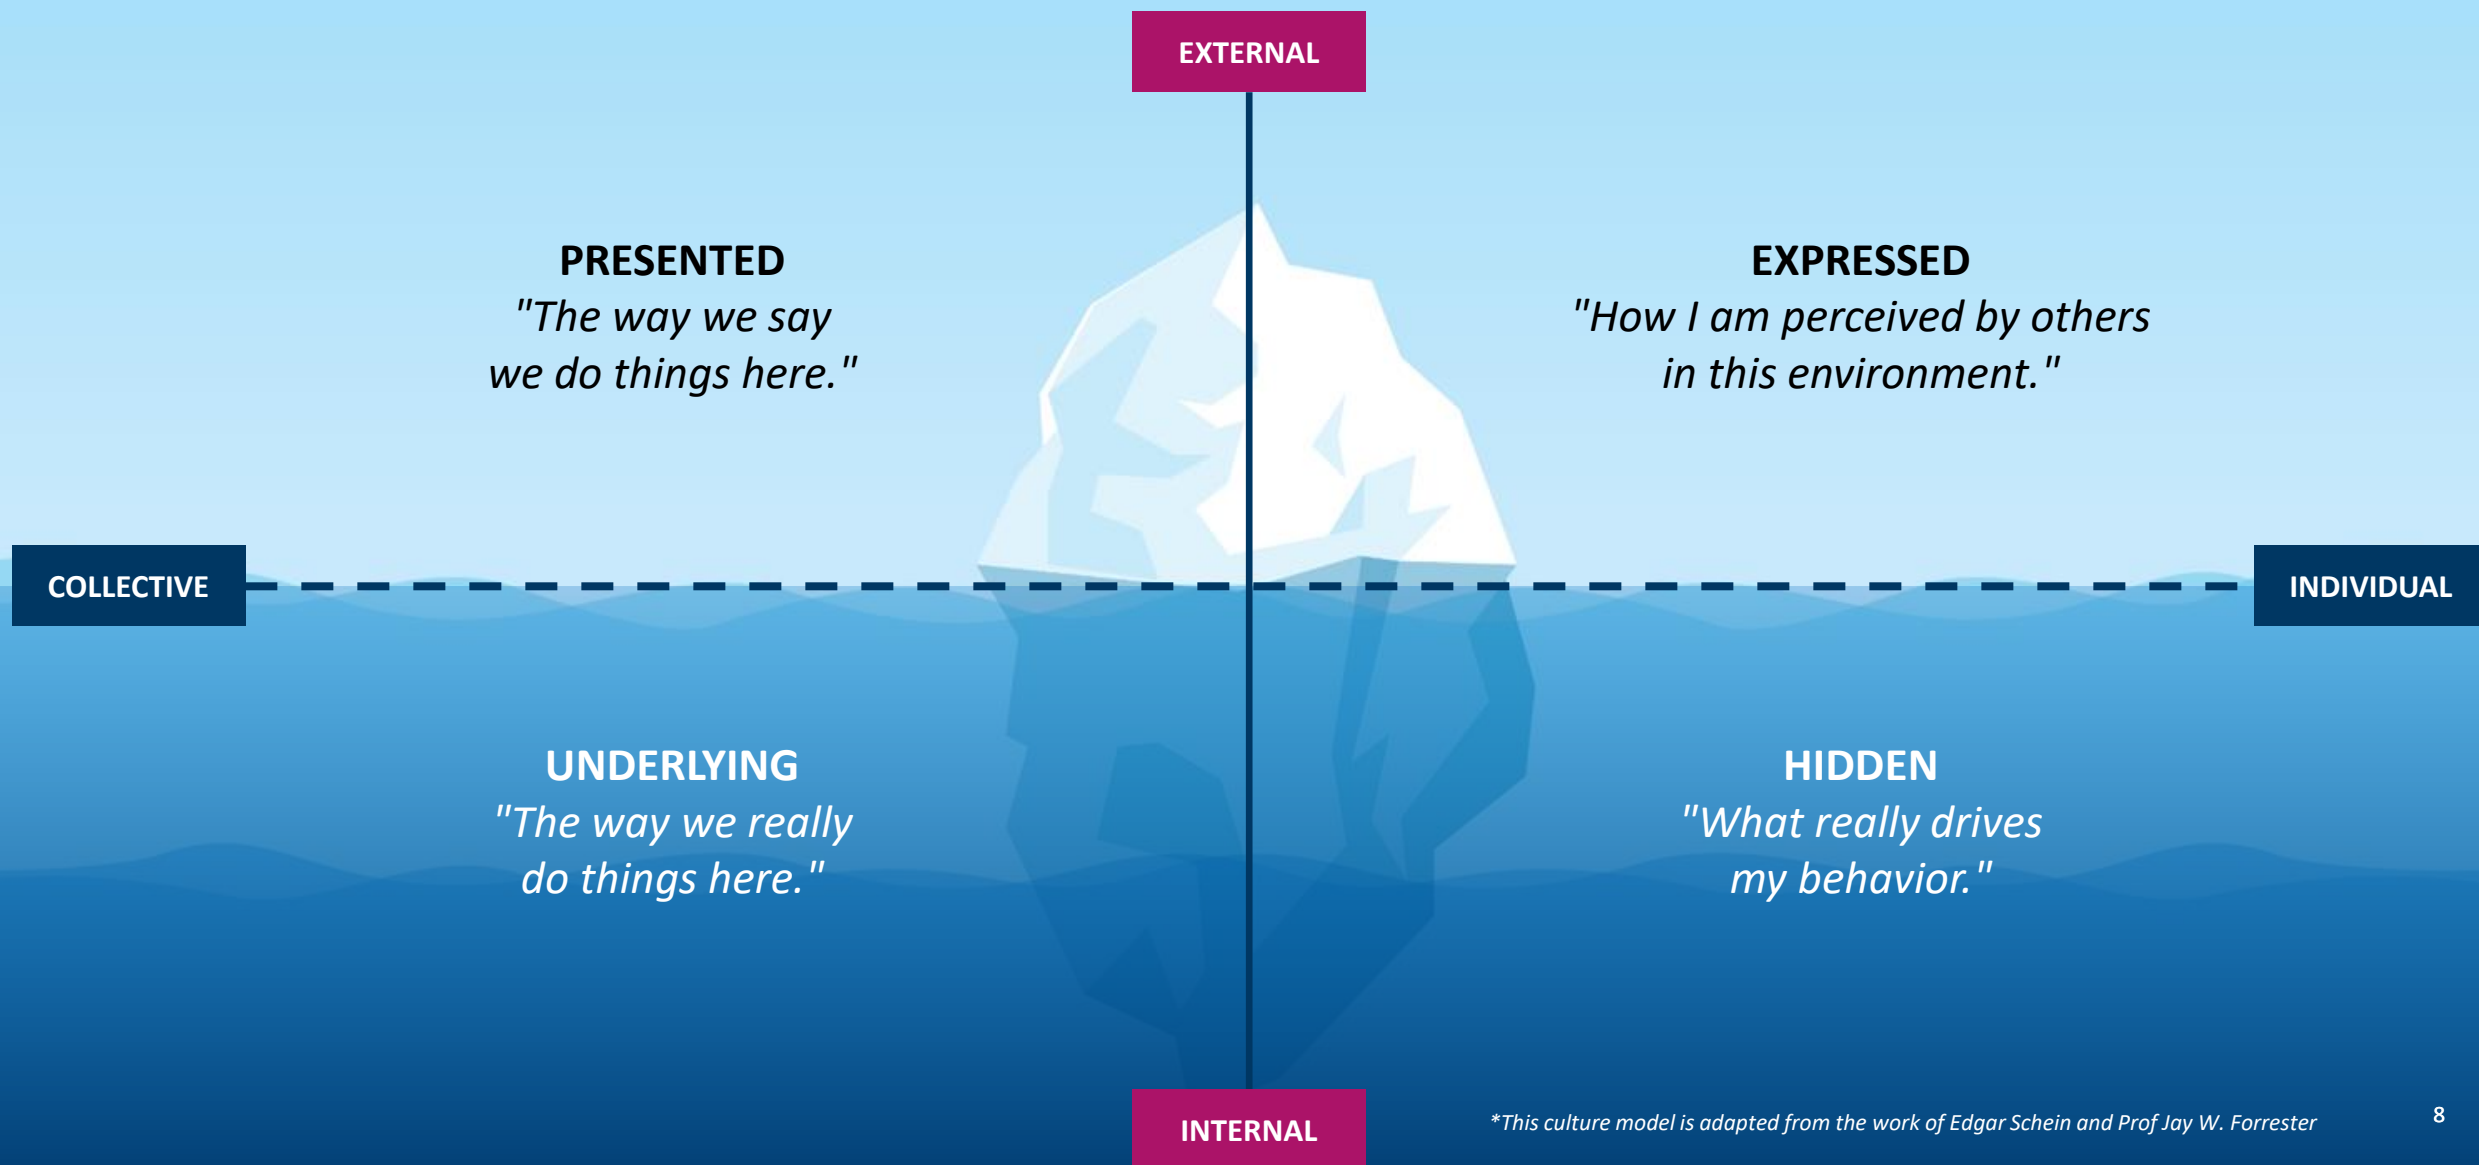 EXTERNAL
PRESENTED
"The way we say
we do things here."
EXPRESSED
"How I am perceived by others
in this environment."
COLLECTIVE
INDIVIDUAL
UNDERLYING
"The way we really
do things here."
HIDDEN
"What really drives
my behavior."
INTERNAL
*This culture model is adapted from the work of Edgar Schein and Prof Jay W. Forrester
8